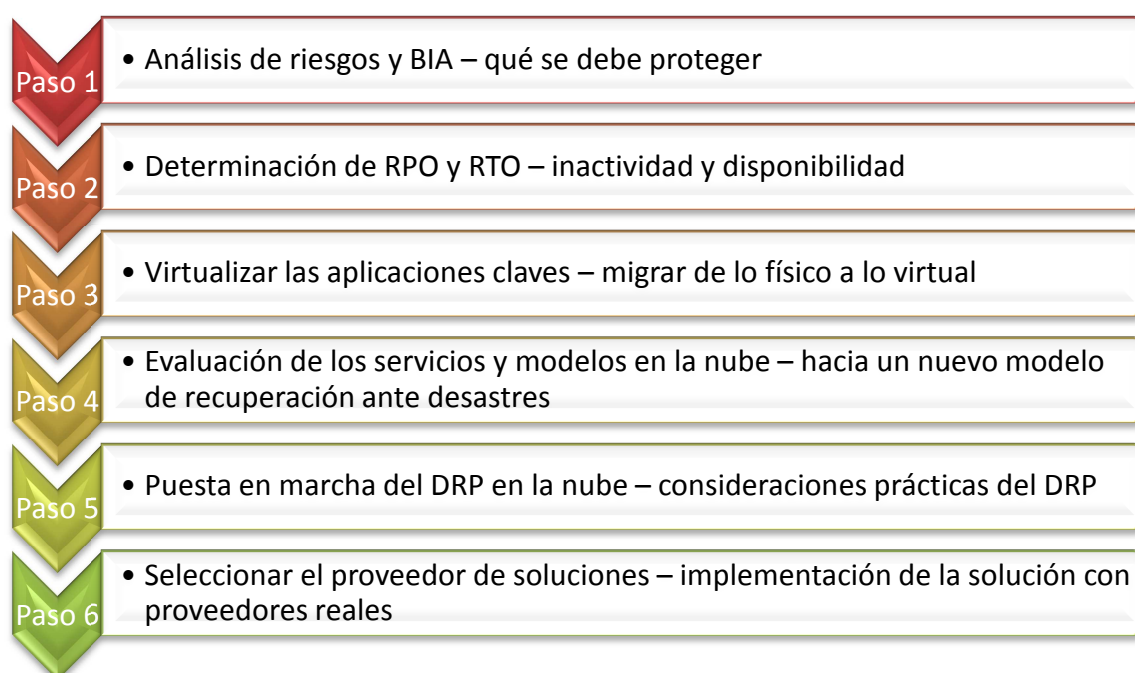 Paso 1
• Análisis de riesgos y BIA – qué se debe proteger
Paso 2
• Determinación de RPO y RTO – inactividad y disponibilidad
Paso 3
• Virtualizar las aplicaciones claves – migrar de lo físico a lo virtual
Paso 4
• Evaluación de los servicios y modelos en la nube – hacia un nuevo modelo
de recuperación ante desastres
Paso 5
• Puesta en marcha del DRP en la nube – consideraciones prácticas del DRP
Paso 6
• Seleccionar el proveedor de soluciones – implementación de la solución con
proveedores reales